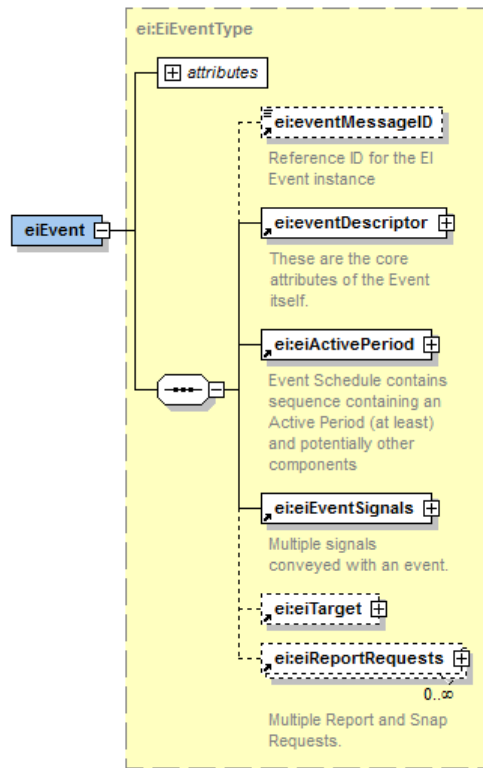 ei:EiEventType
attributes
ei:eventMessageID
Reference ID for the EI
Event instance
eiEvent
ei:eventDescriptor
These are the core
attributes of the Event
itself.
ei:eiActivePeriod
Event Schedule contains
sequence containing an
Active Period (at least)
and potentially other
components
ei:eiEventSignals
Multiple signals
conveyed with an event.
ei:eiTarget
ei:eiReportRequests
0..∞
Multiple Report and Snap
Requests.